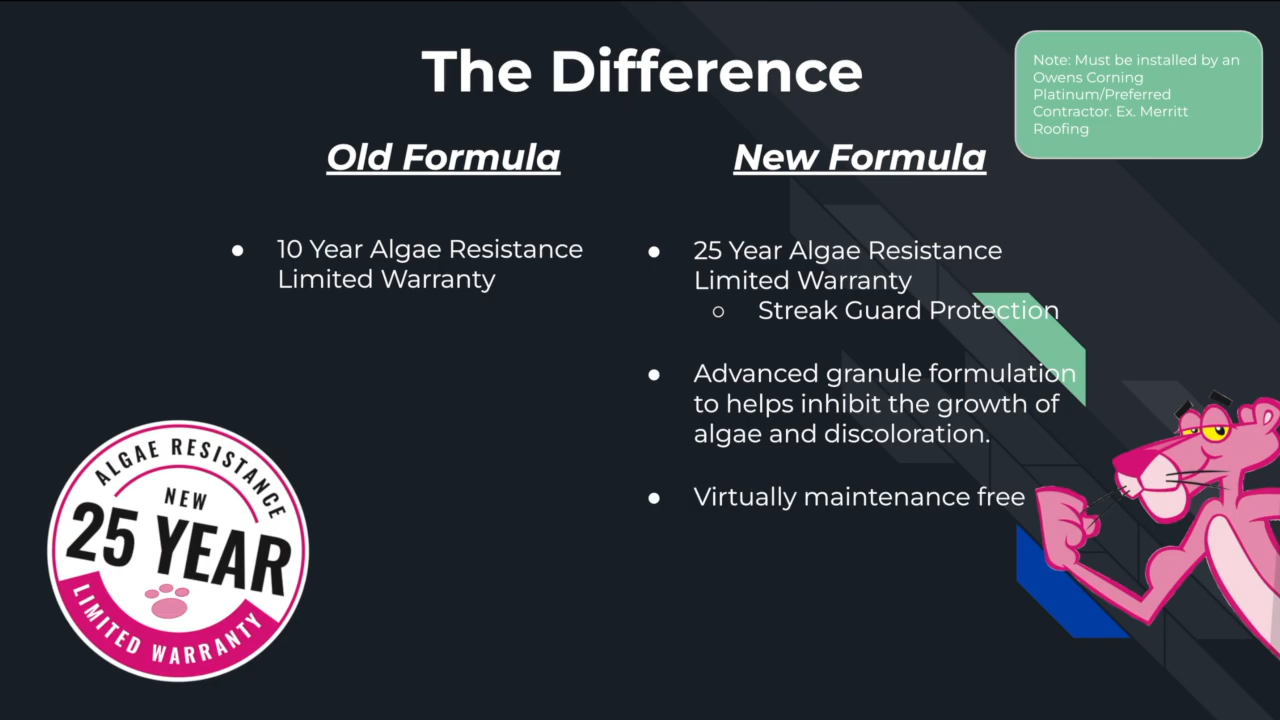 The Difference
Note: Must be installed by an
Owens Corning
Platinum/Preferred
Contractor. Ex. Merritt
Roofing
Old Formula
● 10 Year Algae Resistance
Limited Warranty
New Formula
● 25 Year Algae Resistance
Limited Warranty
○ Streak Guard Protection
● Advanced granule formulation
to helps inhibit the growth of
algae and discoloration.
● Virtually maintenance free
ALGAE RESISTANCE
NEW
25 YEAR
LIMITED WARRANTY